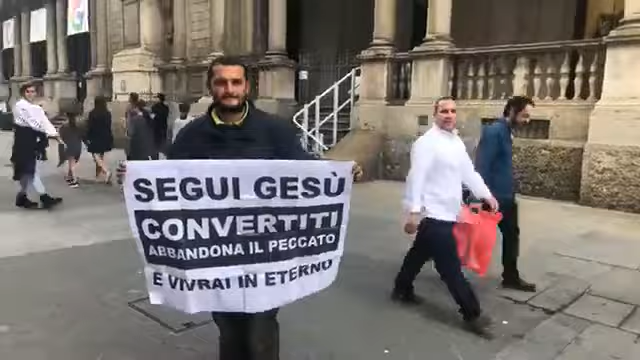 SEGUI GESÙ
CONVERTITI
ABBANDONA IL PECCATO
E VIVRAI IN ETERNO